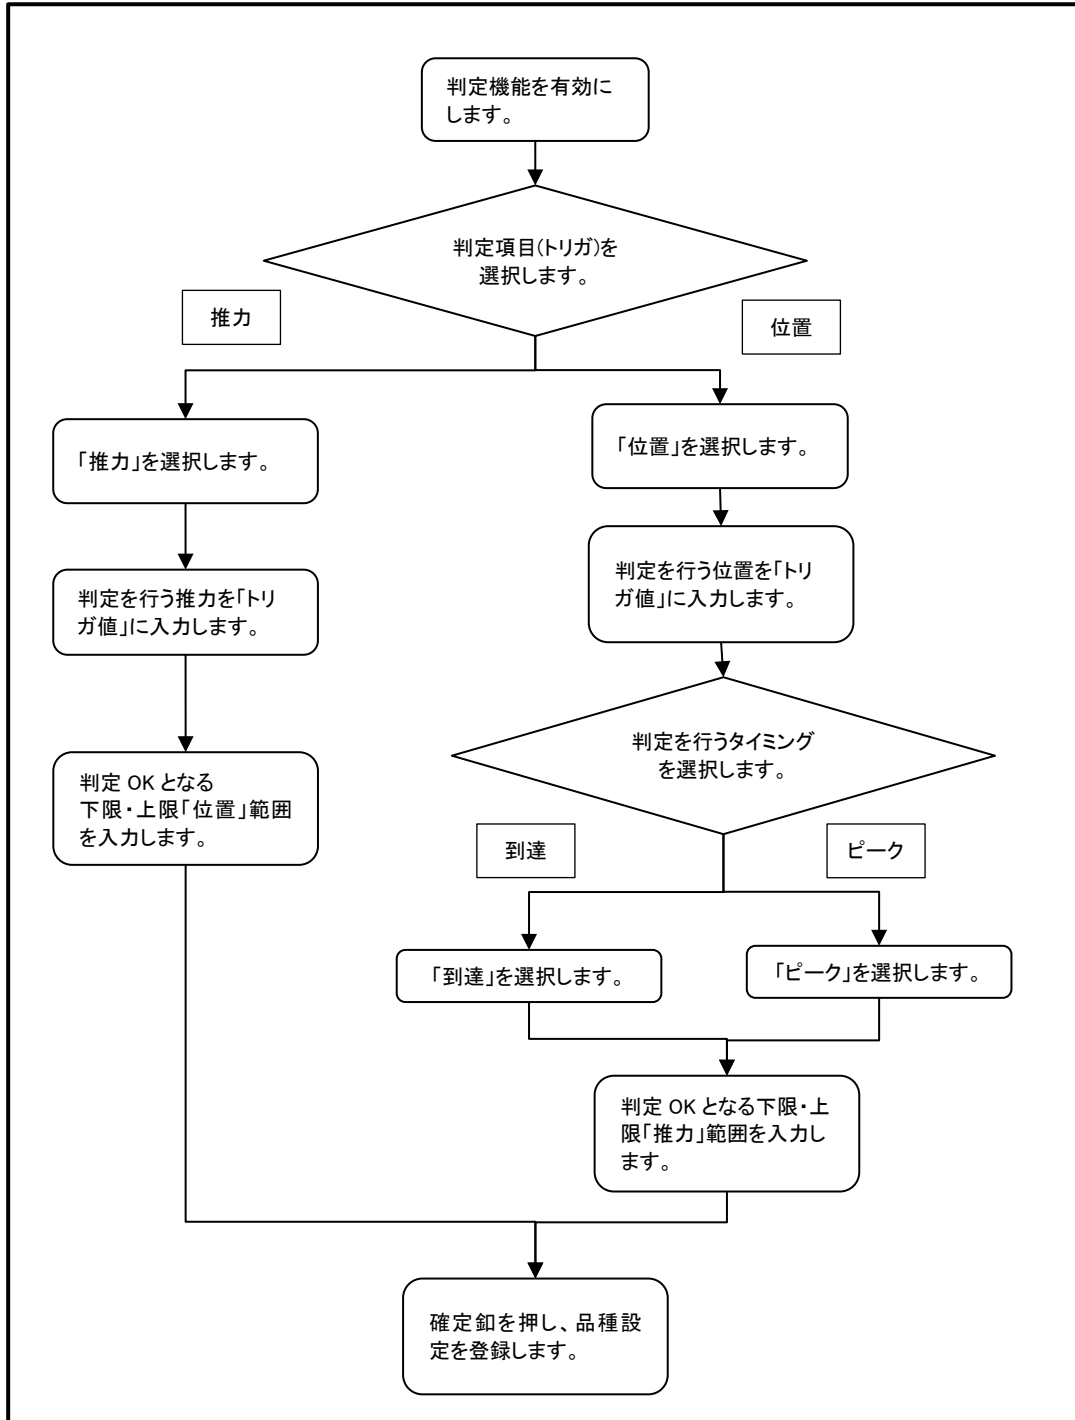 判定機能を有効に
します。
判定項目(トリガ)を
選択します。
推力
位置
「推力」を選択します。
「位置」を選択します。
判定を行う推力を「トリ
ガ値」に入力します。
判定を行う位置を「トリ
ガ値」に入力します。
判定を行うタイミング
を選択します。
判定 OK となる
下限・上限「位置」範囲
を入力します。
到達
ピーク
「到達」を選択します。
「ピーク」を選択します。
判定 OK となる下限・上
限「推力」範囲を入力し
ます。
確定釦を押し、品種設
定を登録します。